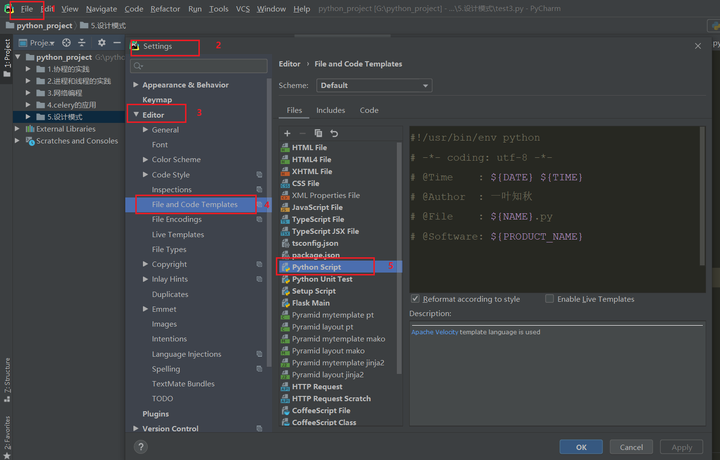 File Edit View Navigate Code Refactor Run Tools VCS Window Help python_project [G:\python_project] - ...\5.设计模式\test3.py - PyCharm
python_project 5.设计模式
1: Project
Proje...
python_project G:\python
1.协程的实践
2.进程和线程的实践
3.网络编程
4.celery的应用
5.设计模式
External Libraries
Scratches and Consoles
Z: Structure
2: Favorites
Settings 2
Appearance & Behavior
Keymap
Editor 3
General
Font
Color Scheme
Code Style
Inspections
File and Code Templates 4
File Encodings
Live Templates
File Types
Copyright
Inlay Hints
Duplicates
Emmet
Images
Intentions
Language Injections
Spelling
TextMate Bundles
TODO
Plugins
Version Control
Editor › File and Code Templates
Scheme: Default
Files Includes Code
HTML File
HTML4 File
XHTML File
CSS File
XML Properties File
JavaScript File
TypeScript File
TypeScript JSX File
tsconfig.json
package.json
Python Script
Python Unit Test
Setup Script
Flask Main
Pyramid mytemplate pt
Pyramid layout pt
Pyramid mytemplate mako
Pyramid layout mako
Pyramid mytemplate jinja2
Pyramid layout jinja2
HTTP Request
HTTP Request Scratch
CoffeeScript File
CoffeeScript Class
#!/usr/bin/env python
# -*- coding: utf-8 -*-
# @Time : ${DATE} ${TIME}
# @Author : 一叶知秋
# @File : ${NAME}.py
# @Software: ${PRODUCT_NAME}
Reformat according to style Enable Live Templates
Description:
Apache Velocity template language is used
? OK Cancel Apply